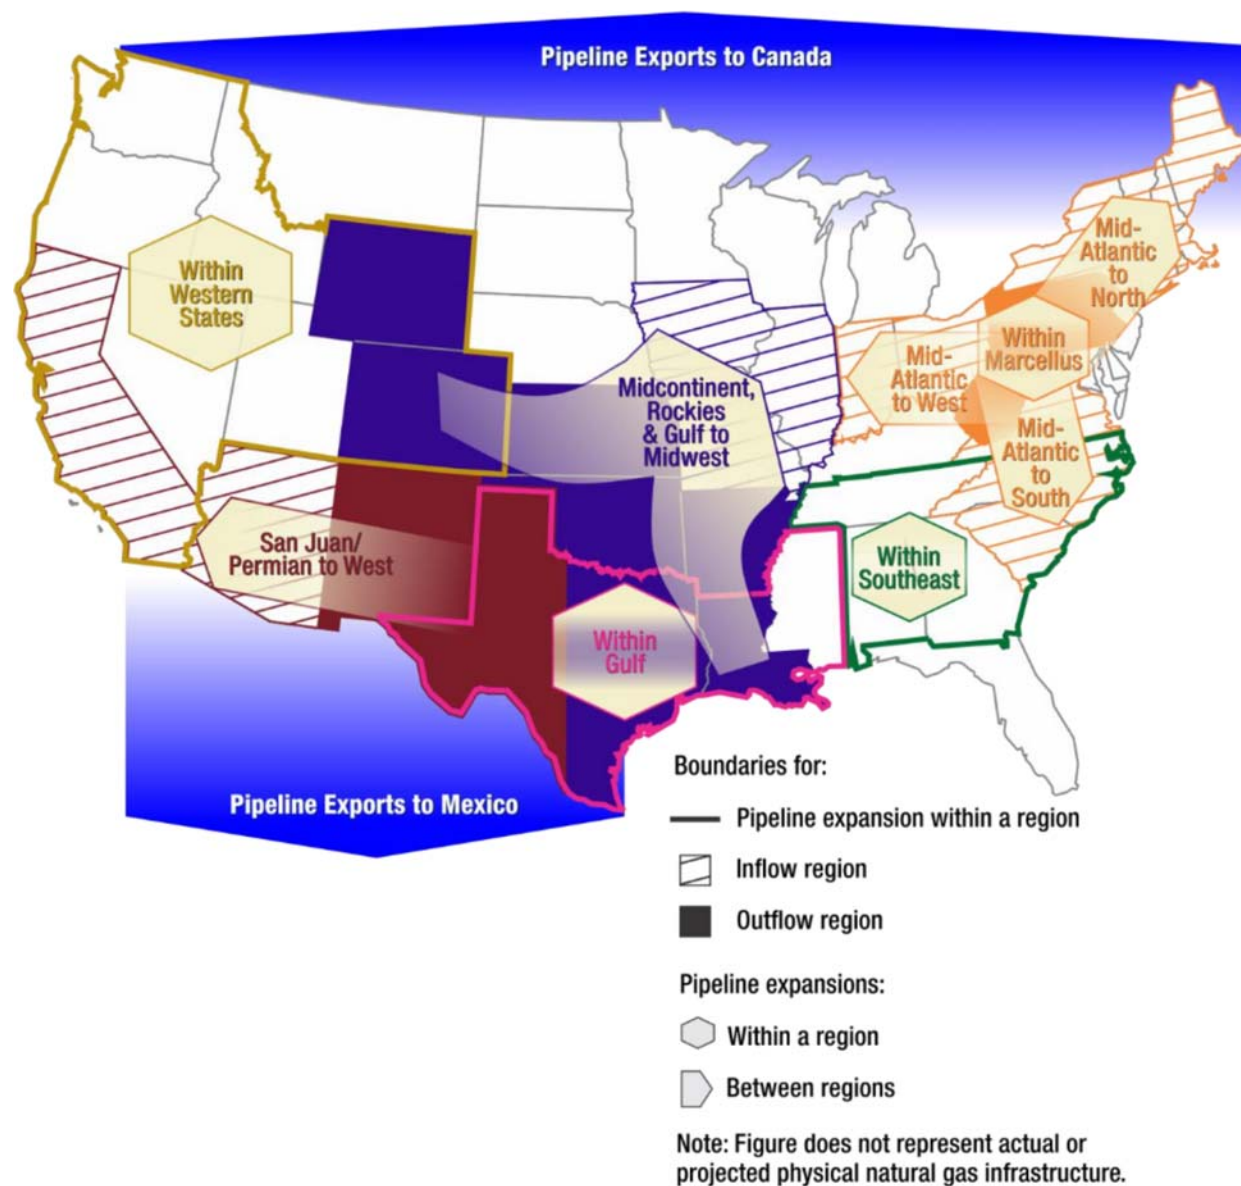 Pipeline Exports to Canada
Within
Western
States
Mid-
Atlantic
to
North
Within
Marcellus
Mid-
Atlantic
to West
Midcontinent,
Rockies
& Gulf to
Midwest
Mid-
Atlantic
to
South
San Juan/
Permian to West
Within
Southeast
Within
Gulf
Pipeline Exports to Mexico
Boundaries for:
Pipeline expansion within a region
Inflow region
Outflow region
Pipeline expansions:
Within a region
Between regions
Note: Figure does not represent actual or
projected physical natural gas infrastructure.